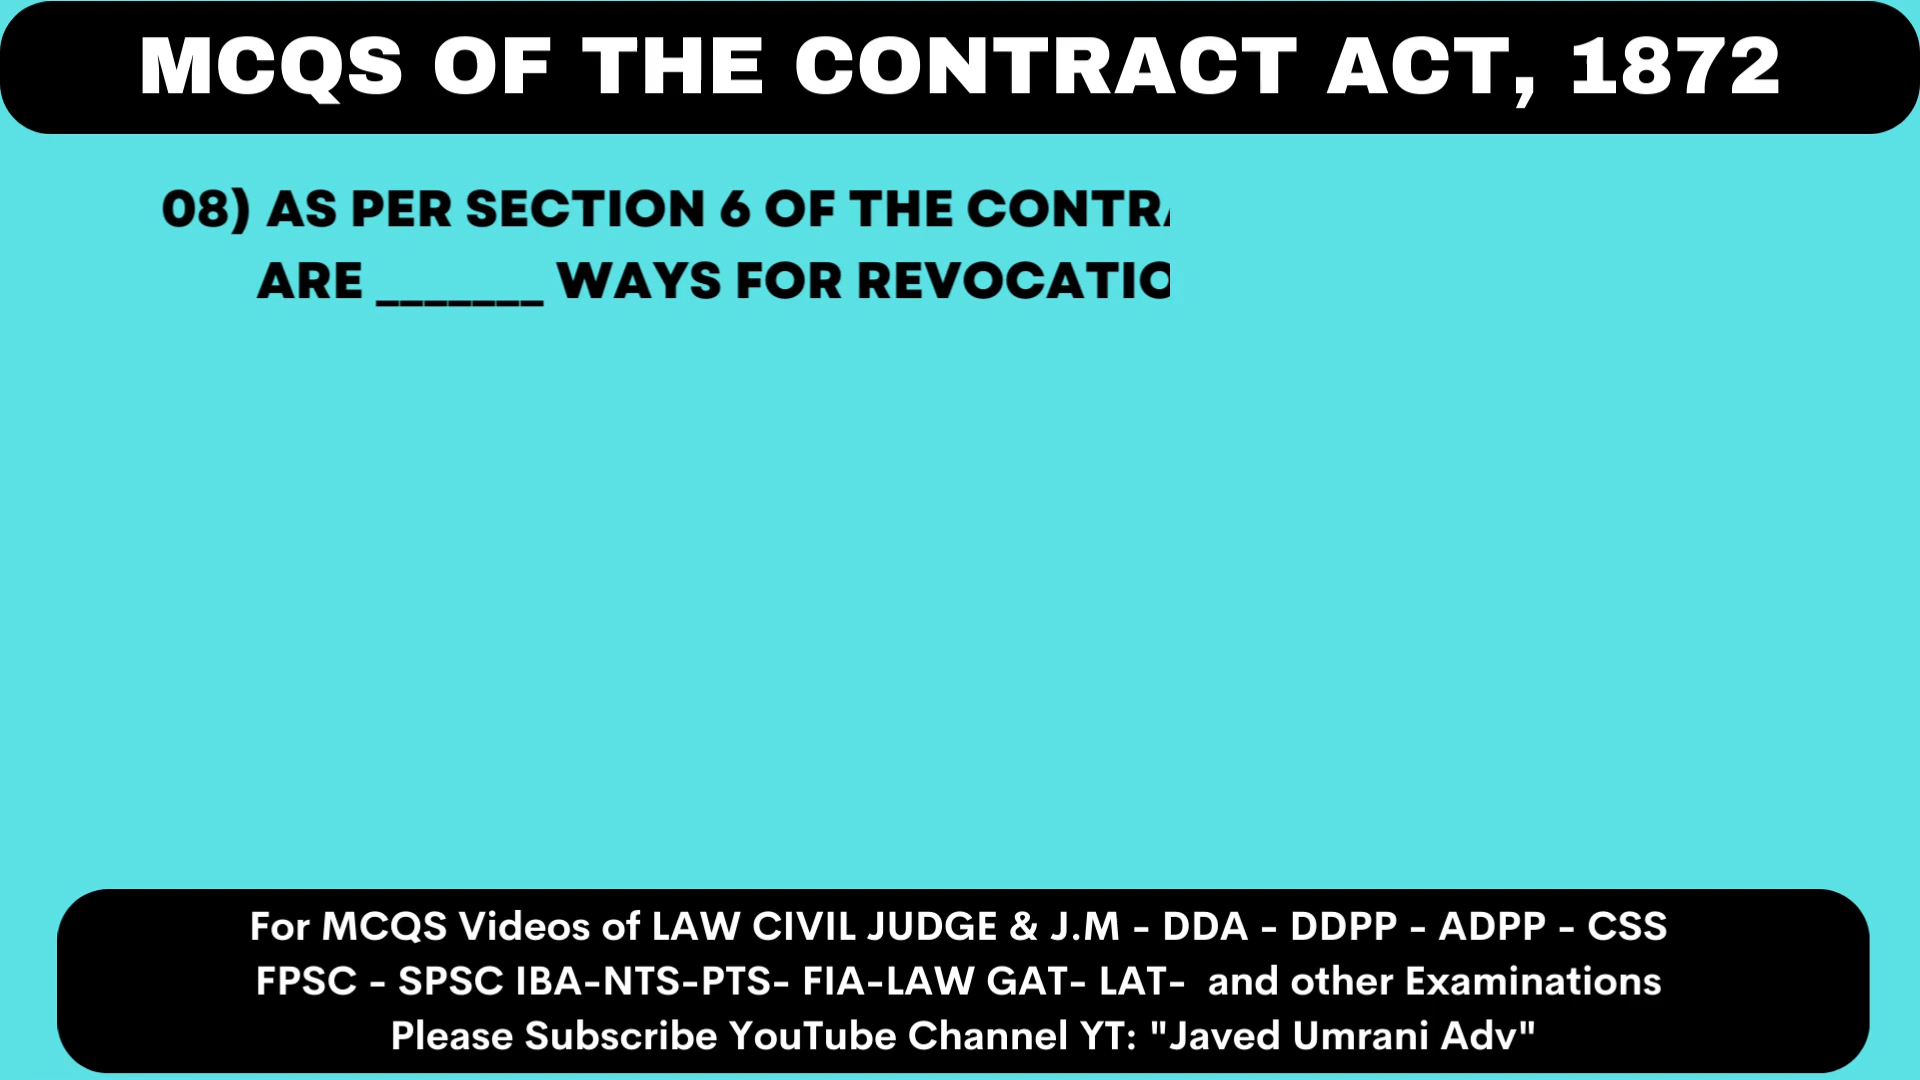 MCQS OF THE CONTRACT ACT, 1872
08) AS PER SECTION 6 OF THE CONTR
ARE _______ WAYS FOR REVOCATIO
For MCQS Videos of LAW CIVIL JUDGE & J.M - DDA - DDPP - ADPP - CSS
FPSC - SPSC IBA-NTS-PTS- FIA-LAW GAT- LAT- and other Examinations
Please Subscribe YouTube Channel YT: "Javed Umrani Adv"